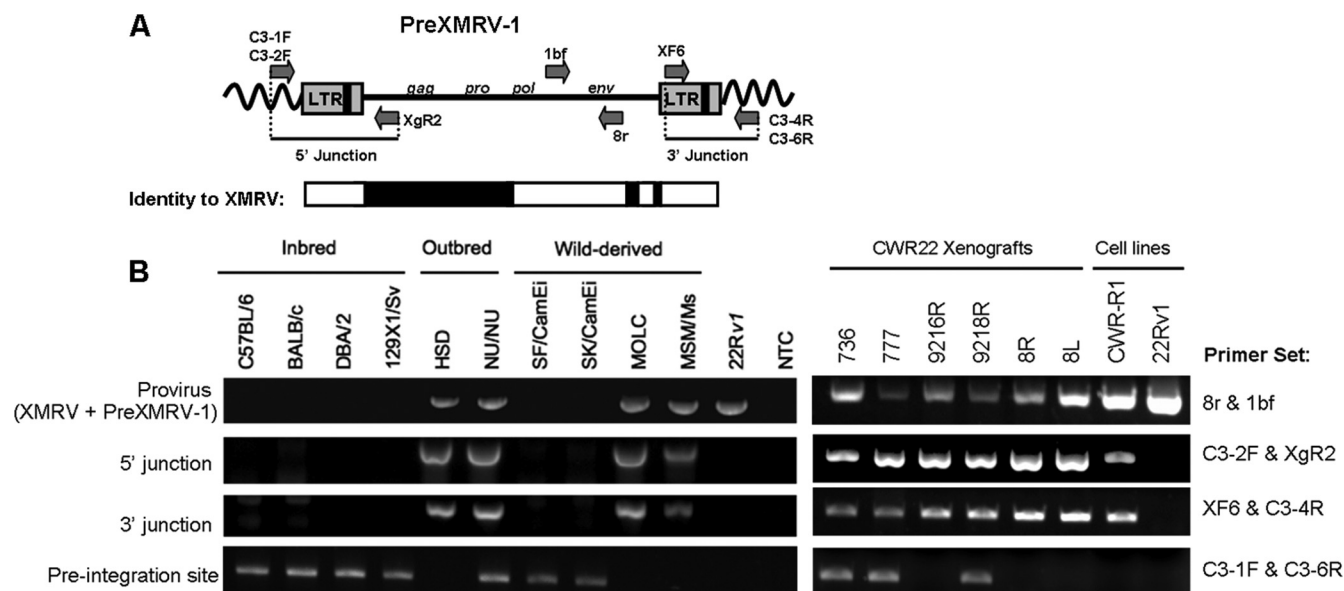 A
PreXMRV-1
C3-1F
C3-2F
1bf
XF6
LTR
gag
pro
pol
env
LTR
XgR2
8r
C3-4R
C3-6R
5' Junction
3' Junction
Identity to XMRV:
B
Inbred
Outbred
Wild-derived
CWR22 Xenografts
Cell lines
C57BL/6
BALB/c
DBA/2
129X1/Sv
HSD
NU/NU
SF/CamEi
SK/CamEi
MOLC
MSM/Ms
22Rv1
NTC
736
777
9216R
9218R
8R
8L
CWR-R1
22Rv1
Primer Set:
Provirus
(XMRV + PreXMRV-1)
8r & 1bf
5' junction
C3-2F & XgR2
3' junction
XF6 & C3-4R
Pre-integration site
C3-1F & C3-6R